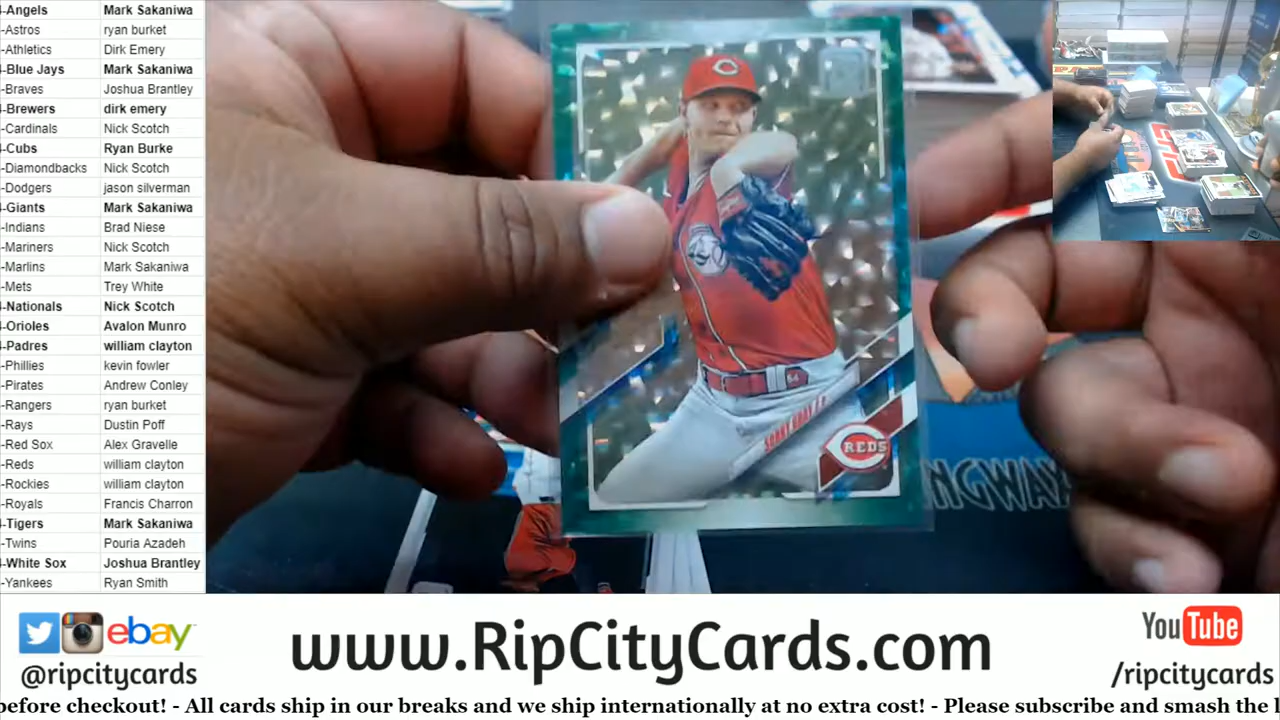 -Angels Mark Sakaniwa
-Astros ryan burket
-Athletics Dirk Emery
-Blue Jays Mark Sakaniwa
-Braves Joshua Brantley
-Brewers dirk emery
-Cardinals Nick Scotch
-Cubs Ryan Burke
-Diamondbacks Nick Scotch
-Dodgers jason silverman
-Giants Mark Sakaniwa
-Indians Brad Niese
-Mariners Nick Scotch
-Marlins Mark Sakaniwa
-Mets Trey White
-Nationals Nick Scotch
-Orioles Avalon Munro
-Padres william clayton
-Phillies kevin fowler
-Pirates Andrew Conley
-Rangers ryan burket
-Rays Dustin Poff
-Red Sox Alex Gravelle
-Reds william clayton
-Rockies william clayton
-Royals Francis Charron
-Tigers Mark Sakaniwa
-Twins Pouria Azadeh
-White Sox Joshua Brantley
-Yankees Ryan Smith
SONNY GRAY
REDS
NGWAY
ebay
@ripcitycards
www.RipCityCards.com
YouTube
/ripcitycards
before checkout! - All cards ship in our breaks and we ship internationally at no extra cost! - Please subscribe and smash the